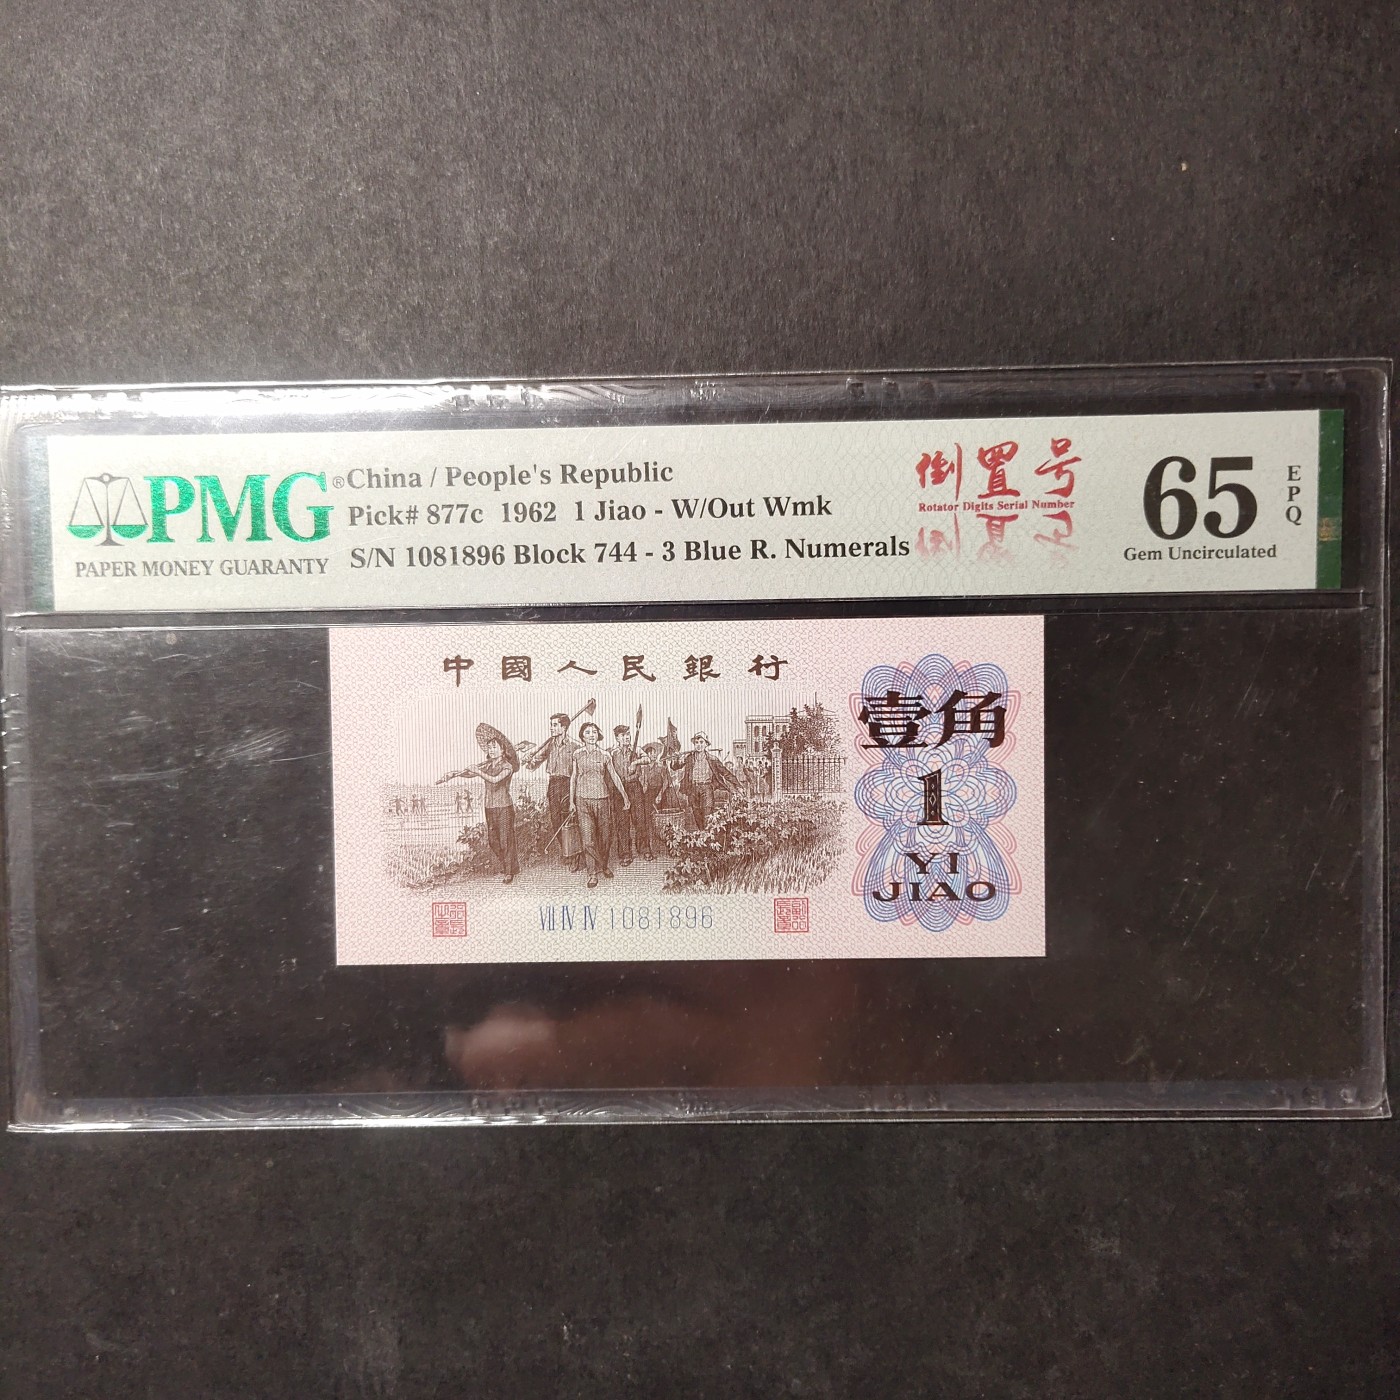 PMG®
PAPER MONEY GUARANTY
China / People's Republic
Pick# 877c 1962 1 Jiao - W/Out Wmk
S/N 1081896 Block 744 - 3 Blue R. Numerals
倒置号
Rotator Digits Serial Number
65
EPQ
Gem Uncirculated
中國人民銀行
壹角
1
YI
JIAO
VII IV IV 1081896